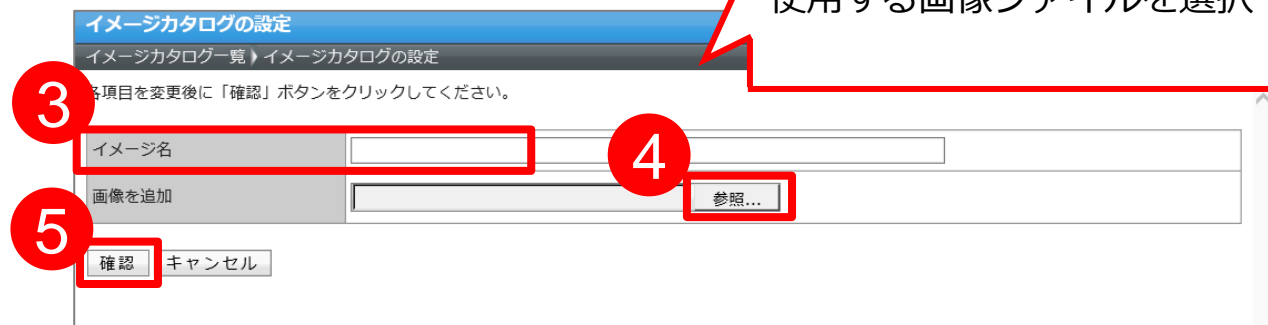 使用する画像ファイルを選択
イメージカタログの設定
イメージカタログ一覧 イメージカタログの設定
3
各項目を変更後に「確認」ボタンをクリックしてください。
イメージ名
4
画像を追加 参照...
5
確認 キャンセル